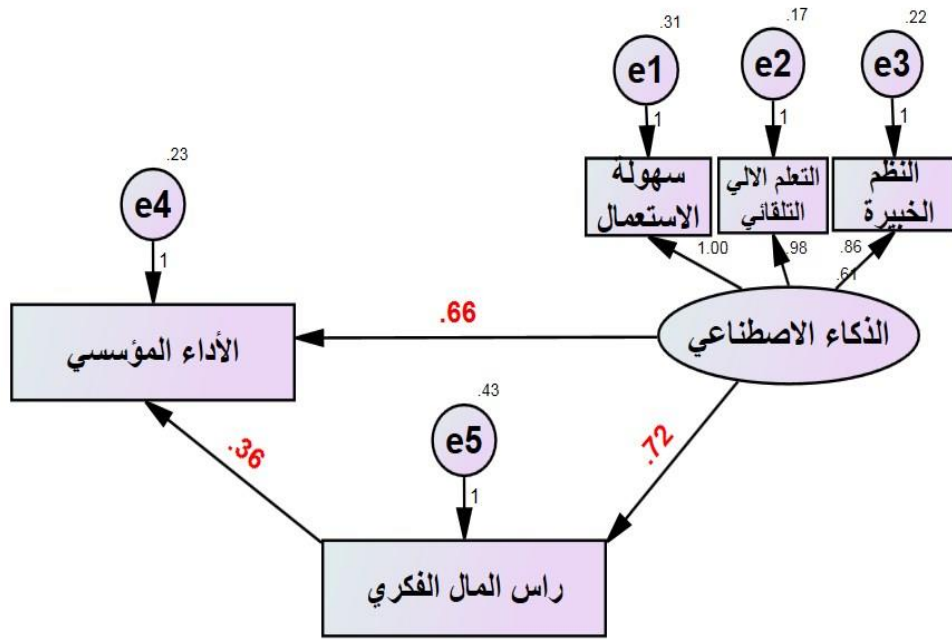 .31
.17
.22
e1
e2
e3
1
1
1
سهولة
الاستعمال
التعلم الالي
التلقائي
النظم
الخبيرة
1.00
.98
.86
.61
الذكاء الاصطناعي
.23
e4
1
الأداء المؤسسي
.66
.43
e5
1
.36
.72
راس المال الفكري